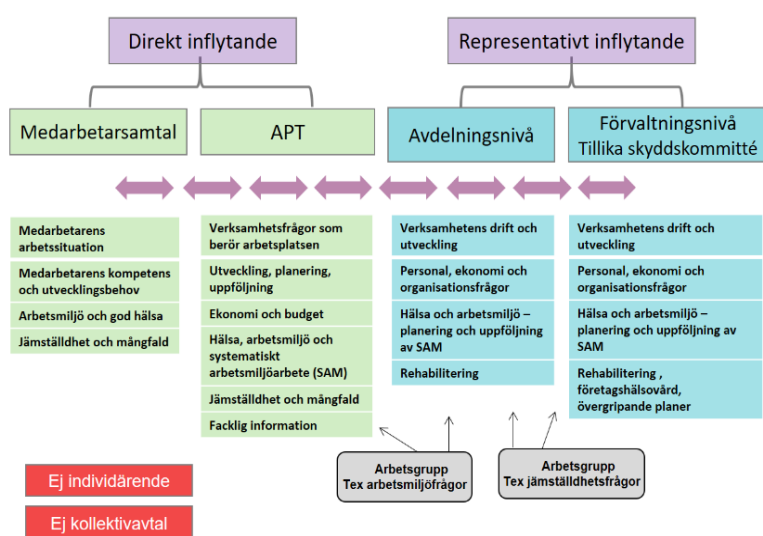 Direkt inflytande
Representativt inflytande
Medarbetarsamtal
APT
Avdelningsnivå
Förvaltningsnivå
Tillika skyddskommitté
Medarbetarens
arbetssituation
Medarbetarens kompetens
och utvecklingsbehov
Arbetsmiljö och god hälsa
Jämställdhet och mångfald
Verksamhetsfrågor som
berör arbetsplatsen
Utveckling, planering,
uppföljning
Ekonomi och budget
Hälsa, arbetsmiljö och
systematiskt
arbetsmiljöarbete (SAM)
Jämställdhet och mångfald
Facklig information
Verksamhetens drift och
utveckling
Personal, ekonomi och
organisationsfrågor
Hälsa och arbetsmiljö –
planering och uppföljning
av SAM
Rehabilitering
Verksamhetens drift och
utveckling
Personal, ekonomi och
organisationsfrågor
Hälsa och arbetsmiljö –
planering och uppföljning av
SAM
Rehabilitering ,
företagshälsovård,
övergripande planer
Arbetsgrupp
Tex arbetsmiljöfrågor
Arbetsgrupp
Tex jämställdhetsfrågor
Ej individärende
Ej kollektivavtal